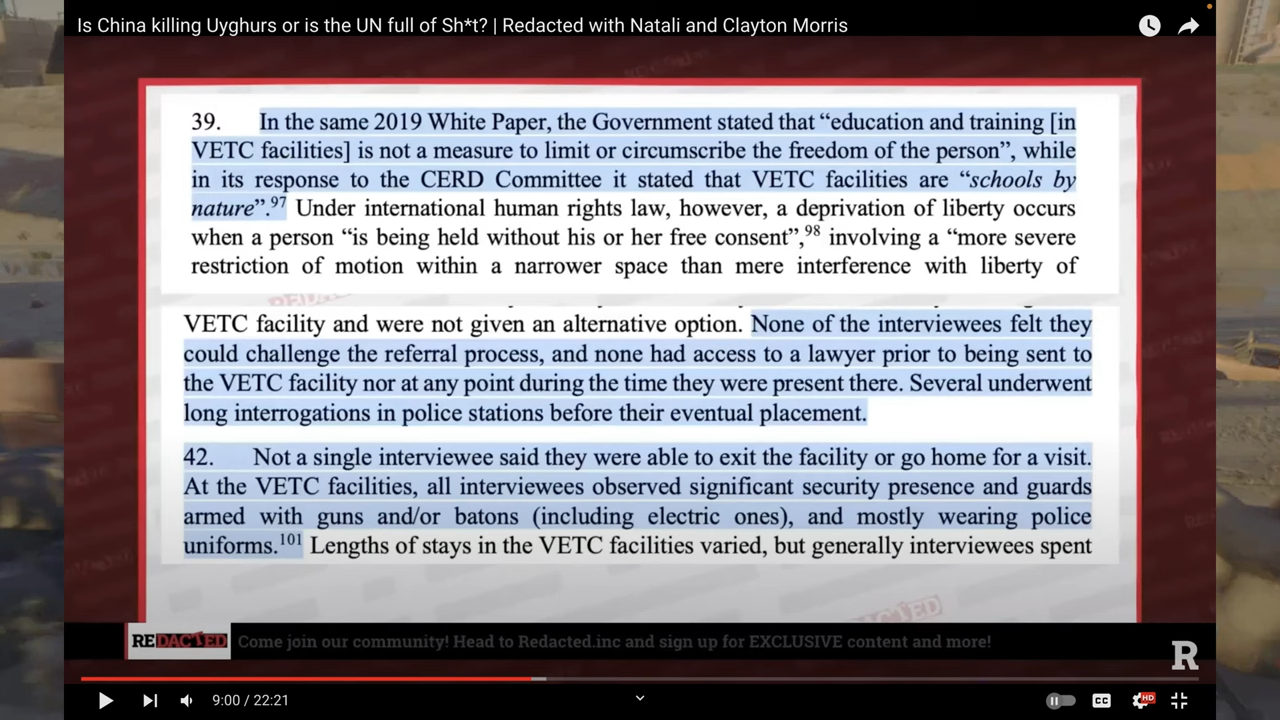 Is China killing Uyghurs or is the UN full of Sh*t? | Redacted with Natali and Clayton Morris
39. In the same 2019 White Paper, the Government stated that “education and training [in
VETC facilities] is not a measure to limit or circumscribe the freedom of the person”, while
in its response to the CERD Committee it stated that VETC facilities are “schools by
nature”.97 Under international human rights law, however, a deprivation of liberty occurs
when a person “is being held without his or her free consent”,98 involving a “more severe
restriction of motion within a narrower space than mere interference with liberty of
VETC facility and were not given an alternative option. None of the interviewees felt they
could challenge the referral process, and none had access to a lawyer prior to being sent to
the VETC facility nor at any point during the time they were present there. Several underwent
long interrogations in police stations before their eventual placement.
42. Not a single interviewee said they were able to exit the facility or go home for a visit.
At the VETC facilities, all interviewees observed significant security presence and guards
armed with guns and/or batons (including electric ones), and mostly wearing police
uniforms.101 Lengths of stays in the VETC facilities varied, but generally interviewees spent
REDACTED
REDACTED Come join our community! Head to Redacted.inc and sign up for EXCLUSIVE content and more!
R
9:00 / 22:21
CC
HD